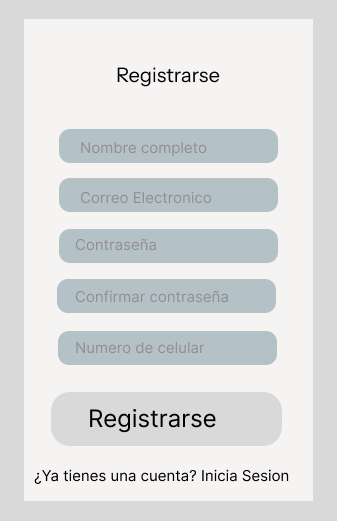 Registrarse
Nombre completo
Correo Electronico
Contraseña
Confirmar contraseña
Numero de celular
Registrarse
¿Ya tienes una cuenta? Inicia Sesion